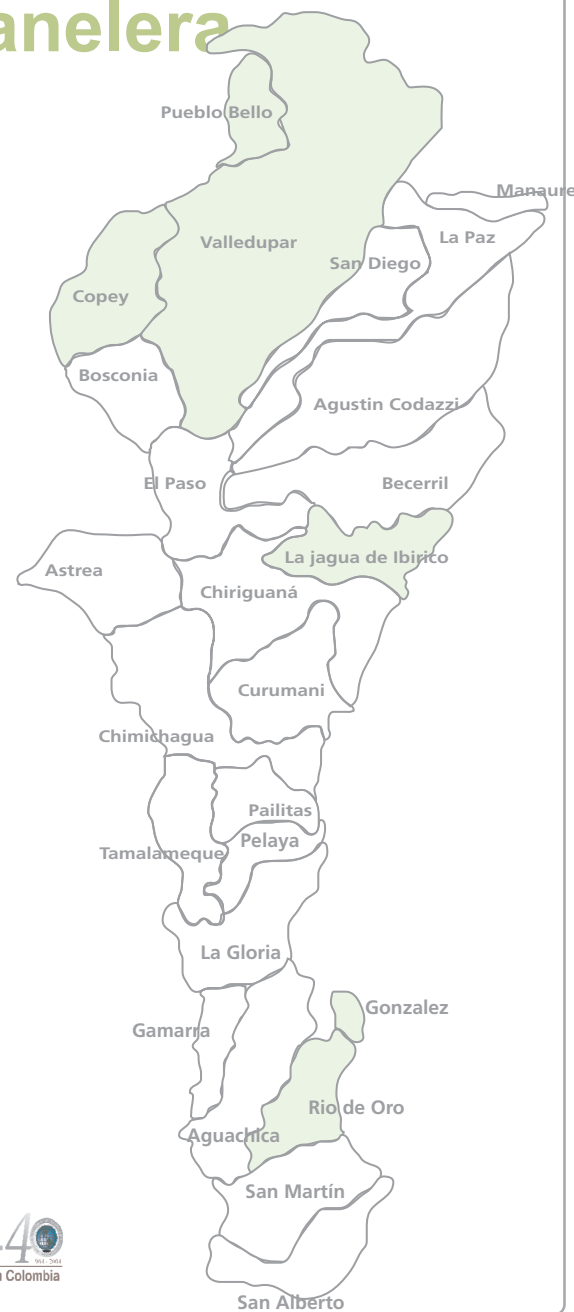 anelera
Pueblo Bello
Manaure
Valledupar
La Paz
San Diego
Copey
Bosconia
Agustin Codazzi
El Paso
Becerril
La jagua de Ibirico
Astrea
Chiriguaná
Curumani
Chimichagua
Pailitas
Pelaya
Tamalameque
La Gloria
Gonzalez
Gamarra
Rio de Oro
Aguachica
San Martín
40
Colombia
San Alberto